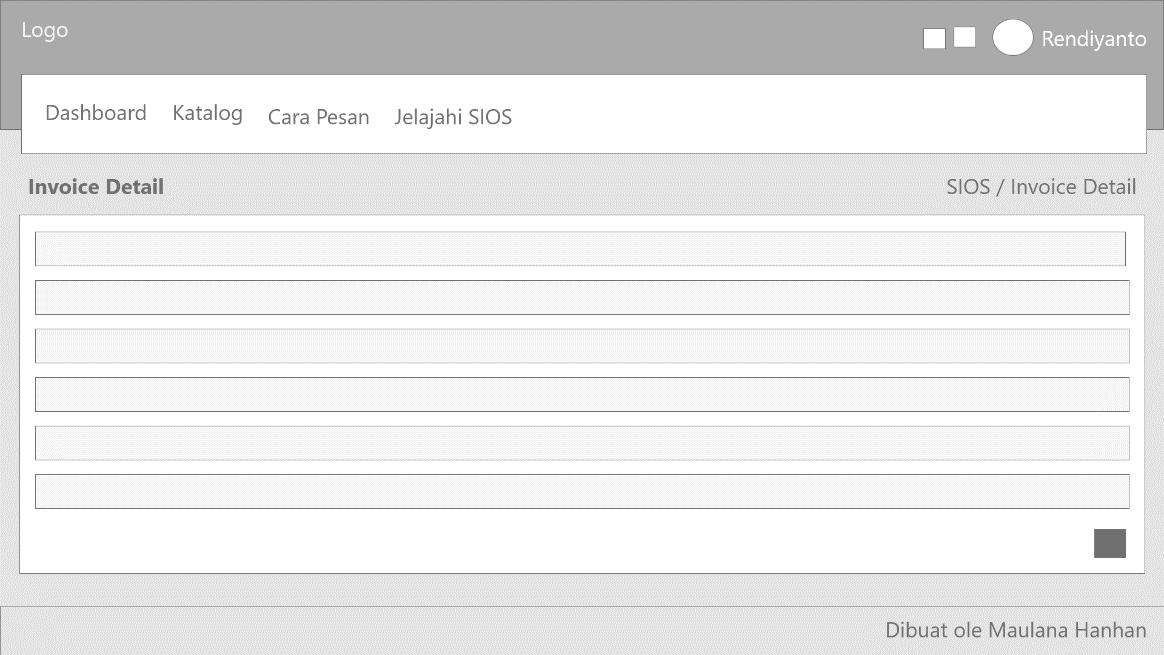 Logo
Rendiyanto
Dashboard Katalog Cara Pesan Jelajahi SIOS
Invoice Detail
SIOS / Invoice Detail
Dibuat ole Maulana Hanhan